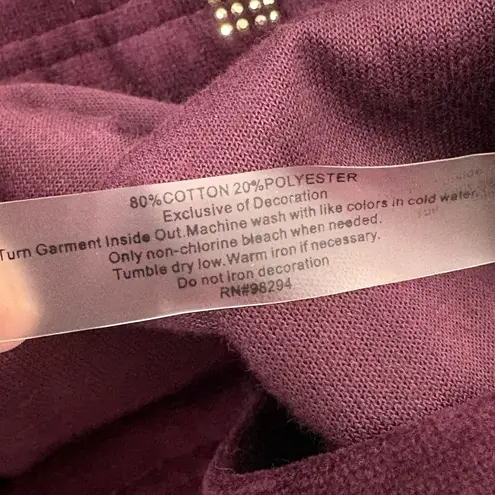 80%COTTON 20%POLYESTER
Exclusive of Decoration
Turn Garment Inside Out.Machine wash with like colors in cold water.
Only non-chlorine bleach when needed.
Tumble dry low.Warm iron if necessary.
Do not iron decoration
RN#98294